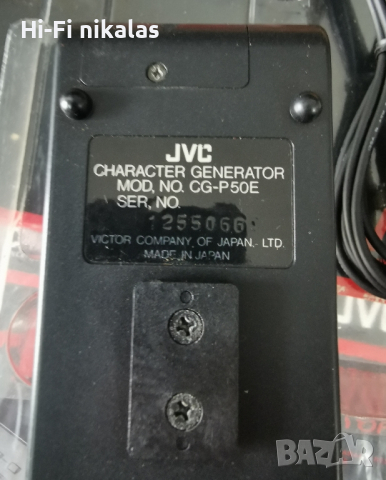 Hi-Fi nikalas
JVC
CHARACTER GENERATOR
MOD, NO. CG-P50E
SER, NO.
1255066
VICTOR COMPANY OF JAPAN. LTD.
MADE IN JAPAN
JV